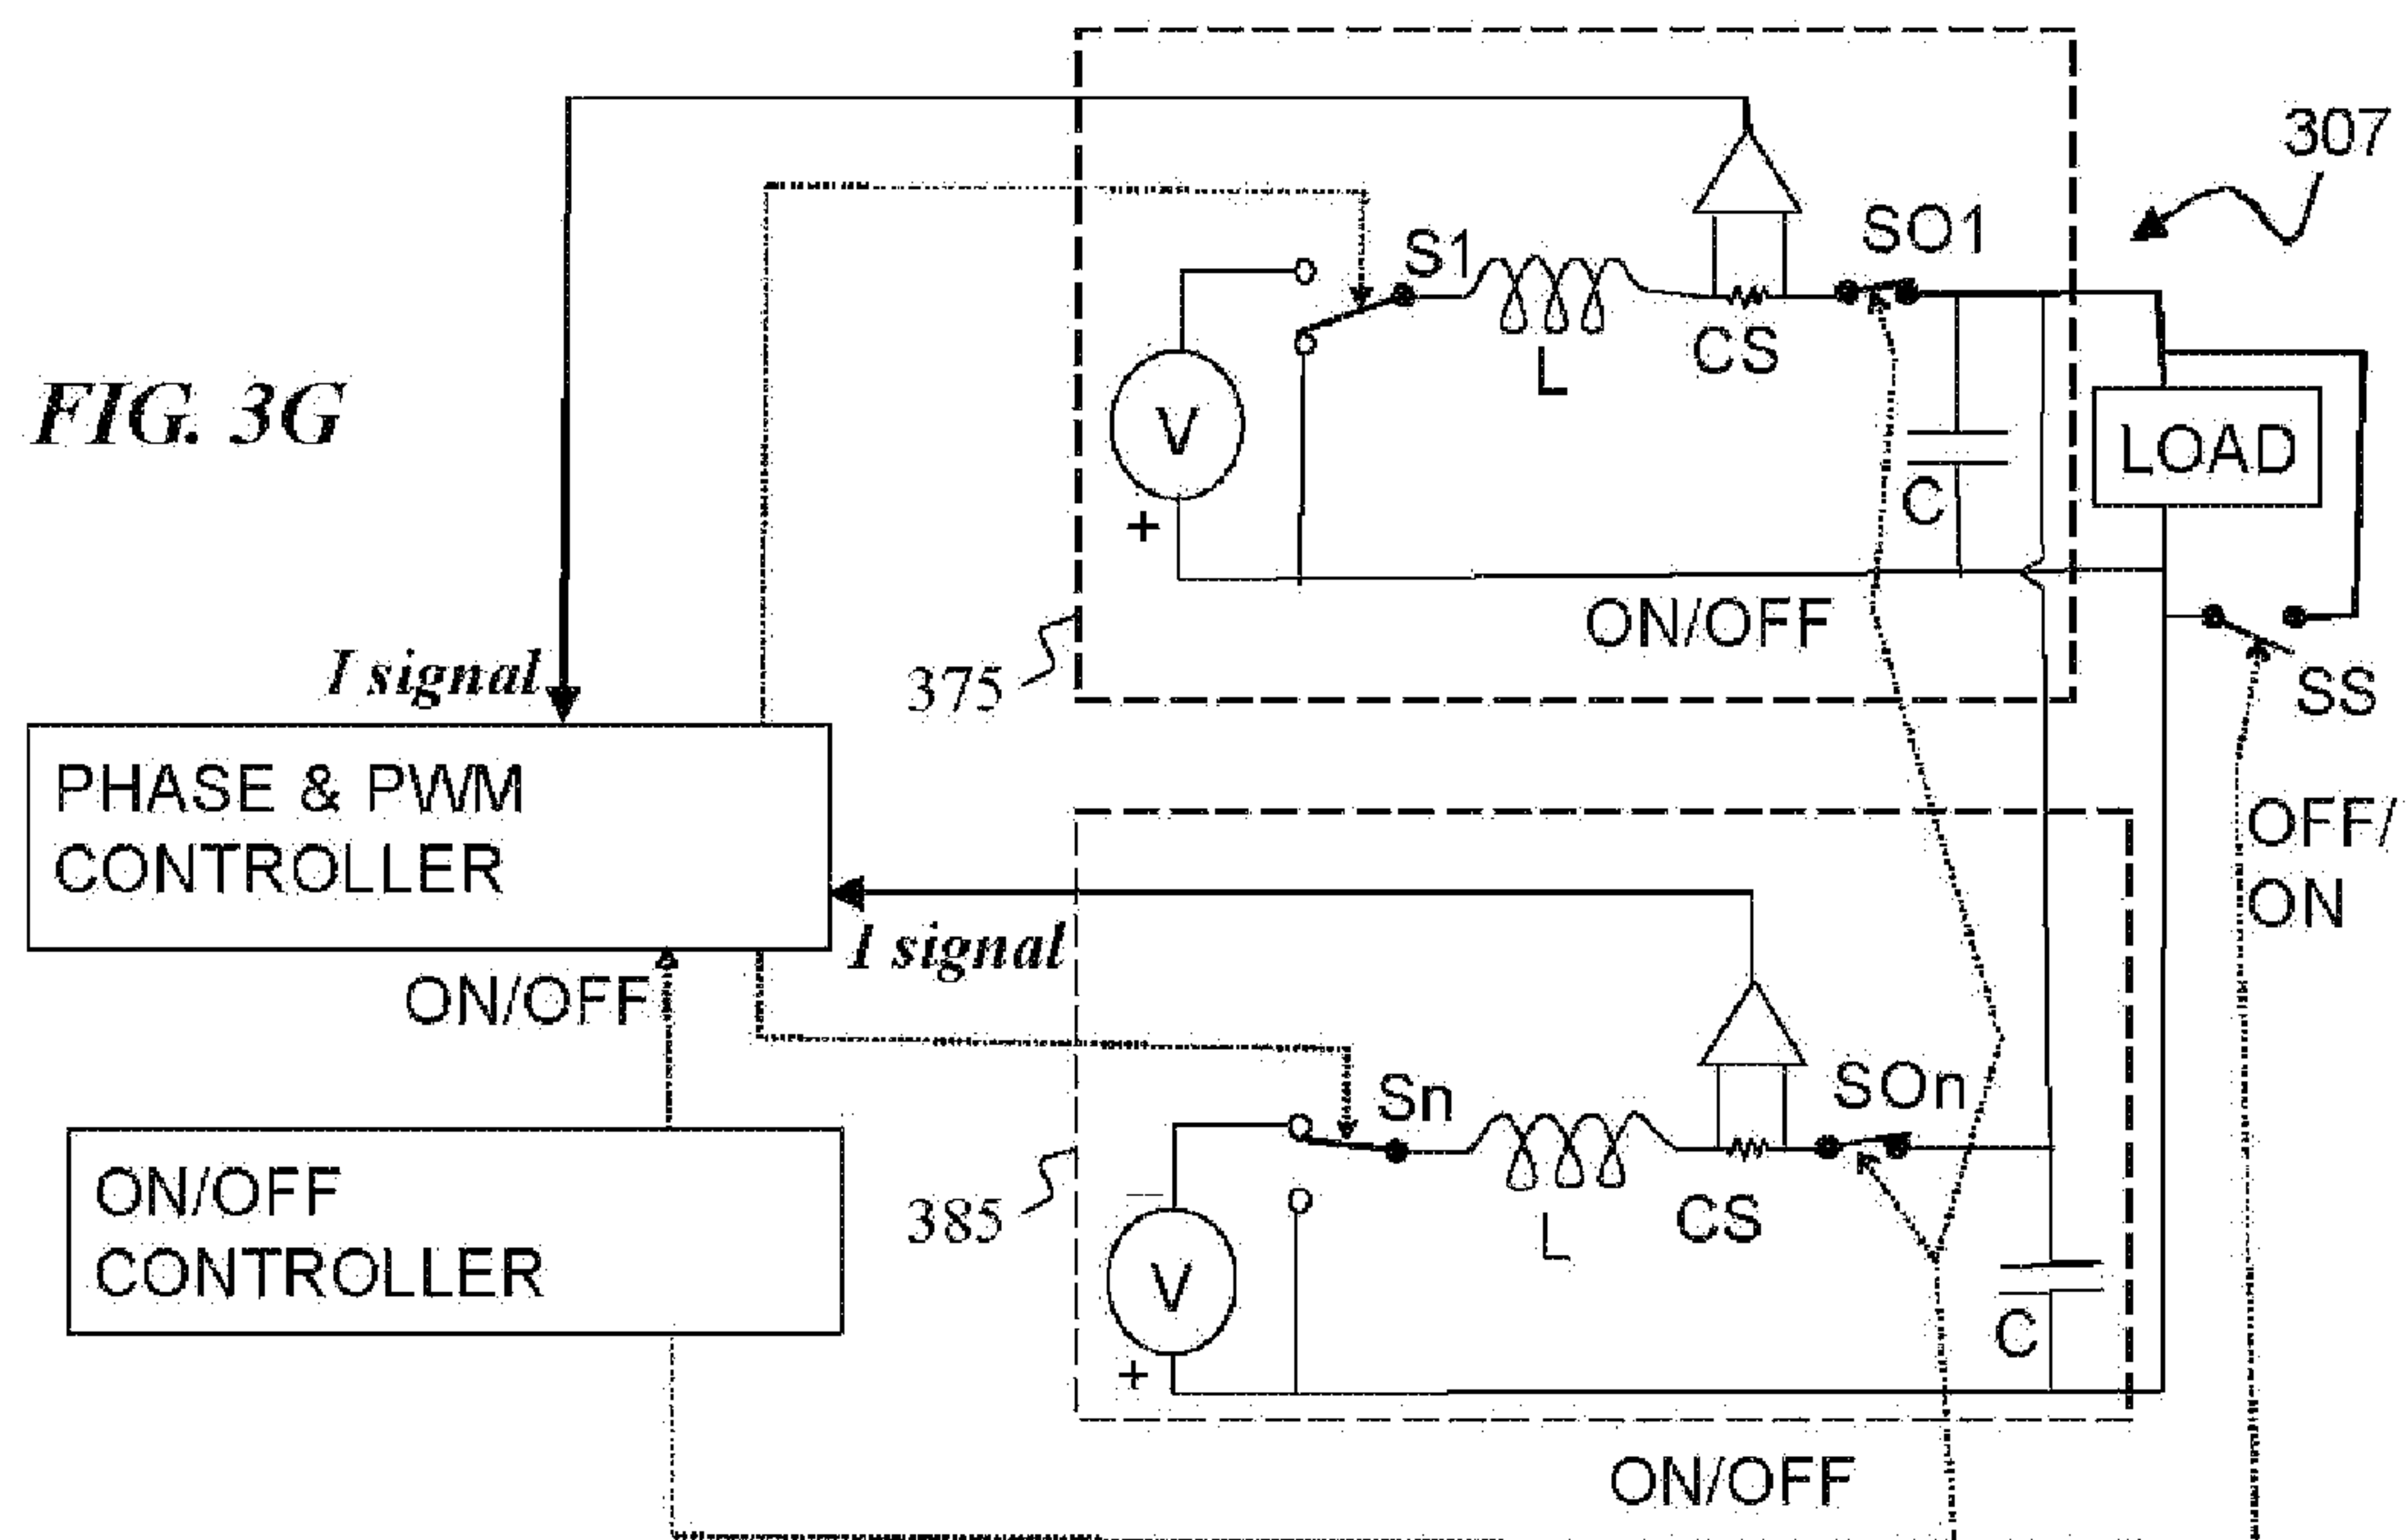 307
S1
SO1
L
CS
FIG. 3G
V
+
C
LOAD
ON/OFF
375
I signal
SS
PHASE & PWM
CONTROLLER
OFF/
ON
I signal
ON/OFF
Sn
SOn
ON/OFF
CONTROLLER
385
L
CS
V
+
C
ON/OFF